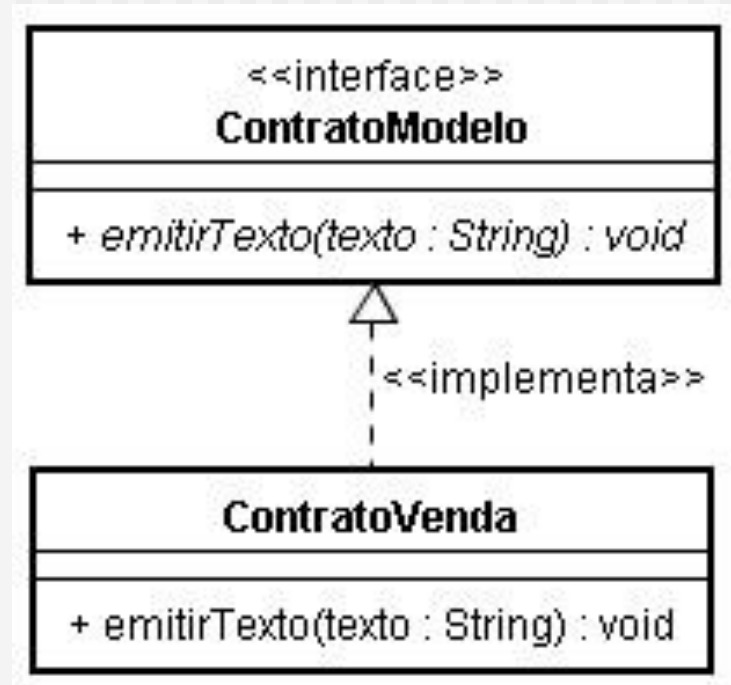 <<interface>>
ContratoModelo
+ emitirTexto(texto : String) : void
<<implementa>>
ContratoVenda
+ emitirTexto(texto : String) : void